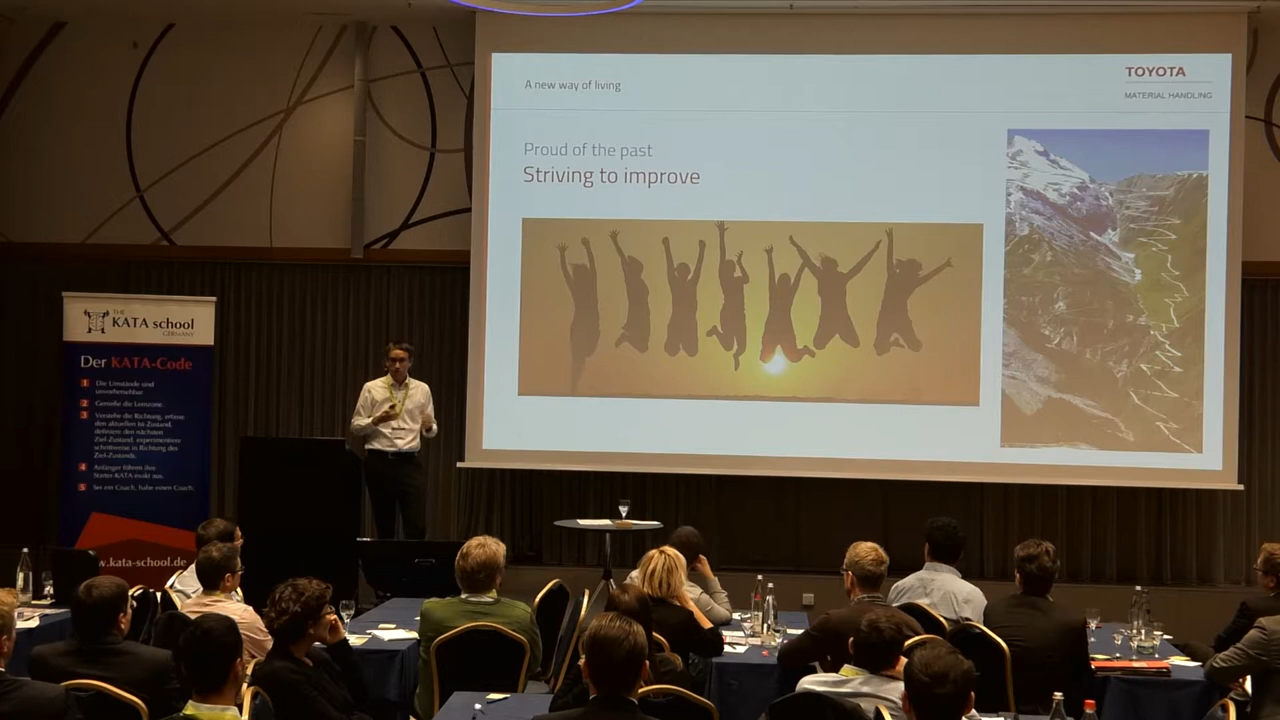 A new way of living
TOYOTA
MATERIAL HANDLING
Proud of the past
Striving to improve
THE
KATA school
GERMANY
Der KATA-Code
1 Die Umstände sind
unvorhersehbar.
2 Genieße die Lernzone.
3 Verstehe die Richtung, erfasse
den aktuellen Ist-Zustand,
definiere den nächsten
Ziel-Zustand, experimentiere
schrittweise in Richtung des
Ziel-Zustands.
4 Anfänger führen ihre
Starter-KATA exakt aus.
5 Sei ein Coach, habe einen Coach.
w.kata-school.de